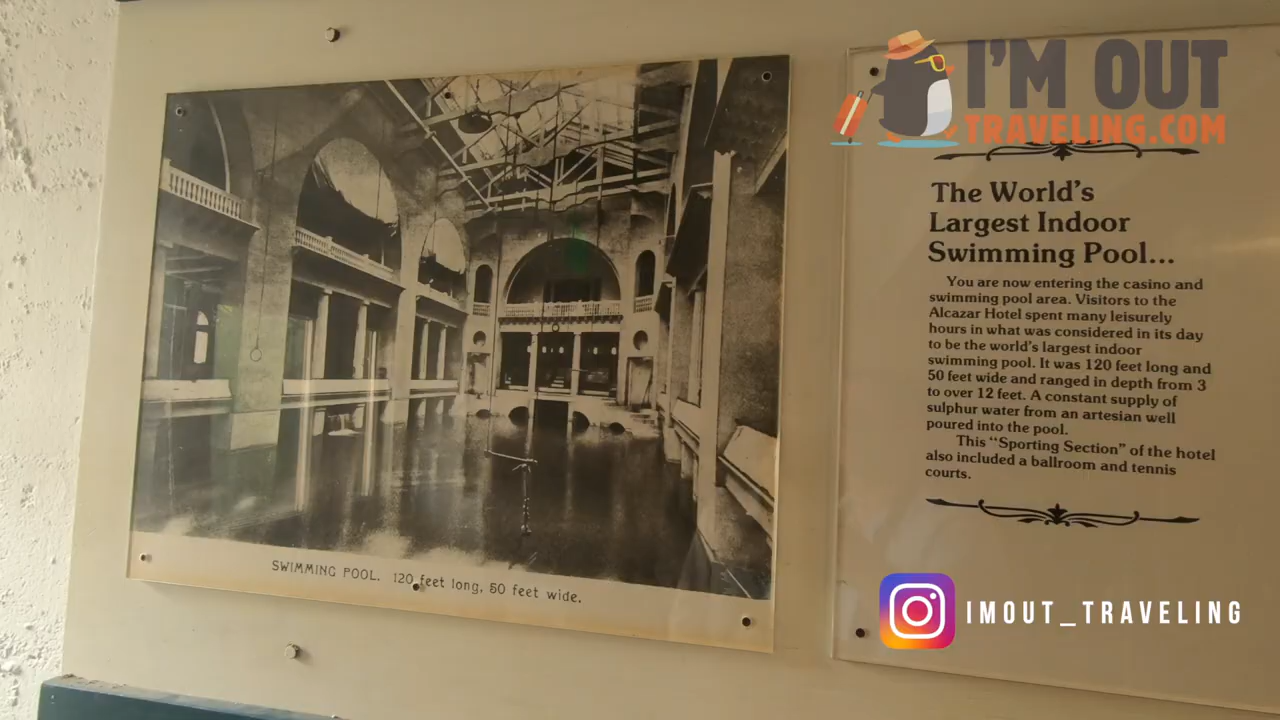 I'M OUT
TRAVELING.COM
The World's
Largest Indoor
Swimming Pool...
You are now entering the casino and
swimming pool area. Visitors to the
Alcazar Hotel spent many leisurely
hours in what was considered in its day
to be the world's largest indoor
swimming pool. It was 120 feet long and
50 feet wide and ranged in depth from 3
to over 12 feet. A constant supply of
sulphur water from an artesian well
poured into the pool.
This "Sporting Section" of the hotel
also included a ballroom and tennis
courts.
SWIMMING POOL. 120 feet long, 50 feet wide.
IMOUT_TRAVELING